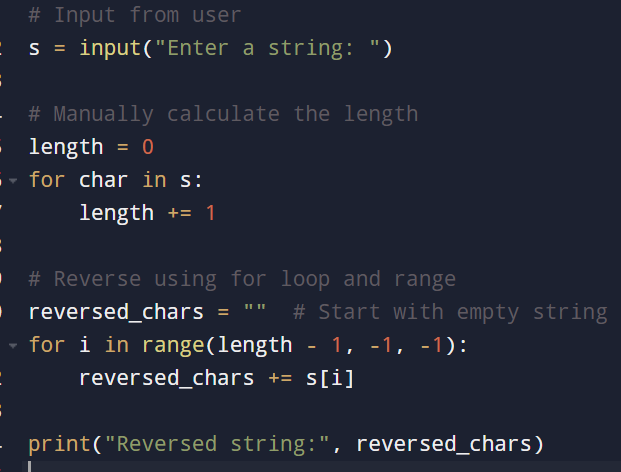 # Input from user
s = input("Enter a string: ")
# Manually calculate the length
length = 0
for char in s:
    length += 1
# Reverse using for loop and range
reversed_chars = ""  # Start with empty string
for i in range(length - 1, -1, -1):
    reversed_chars += s[i]
print("Reversed string:", reversed_chars)